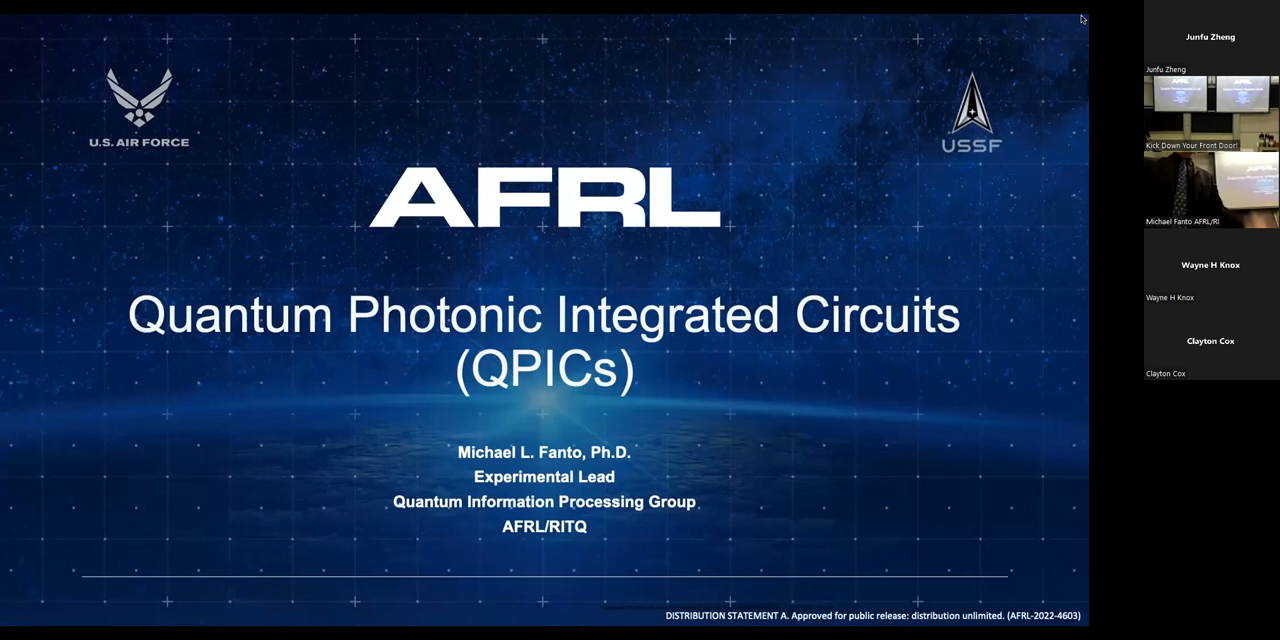 U.S. AIR FORCE
USSF
AFRL
Quantum Photonic Integrated Circuits
(QPICs)
Michael L. Fanto, Ph.D.
Experimental Lead
Quantum Information Processing Group
AFRL/RITQ
DISTRIBUTION STATEMENT A. Approved for public release: distribution unlimited. (AFRL-2022-4603)
Junfu Zheng
Junfu Zheng
Kick Down Your Front Door!
Michael Fanto AFRL/RI
Wayne H Knox
Wayne H Knox
Clayton Cox
Clayton Cox